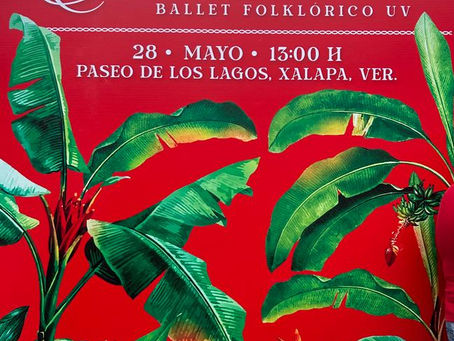 BALLET FOLKLÓRICO UV
28 • MAYO • 13:00 H
PASEO DE LOS LAGOS, XALAPA, VER.